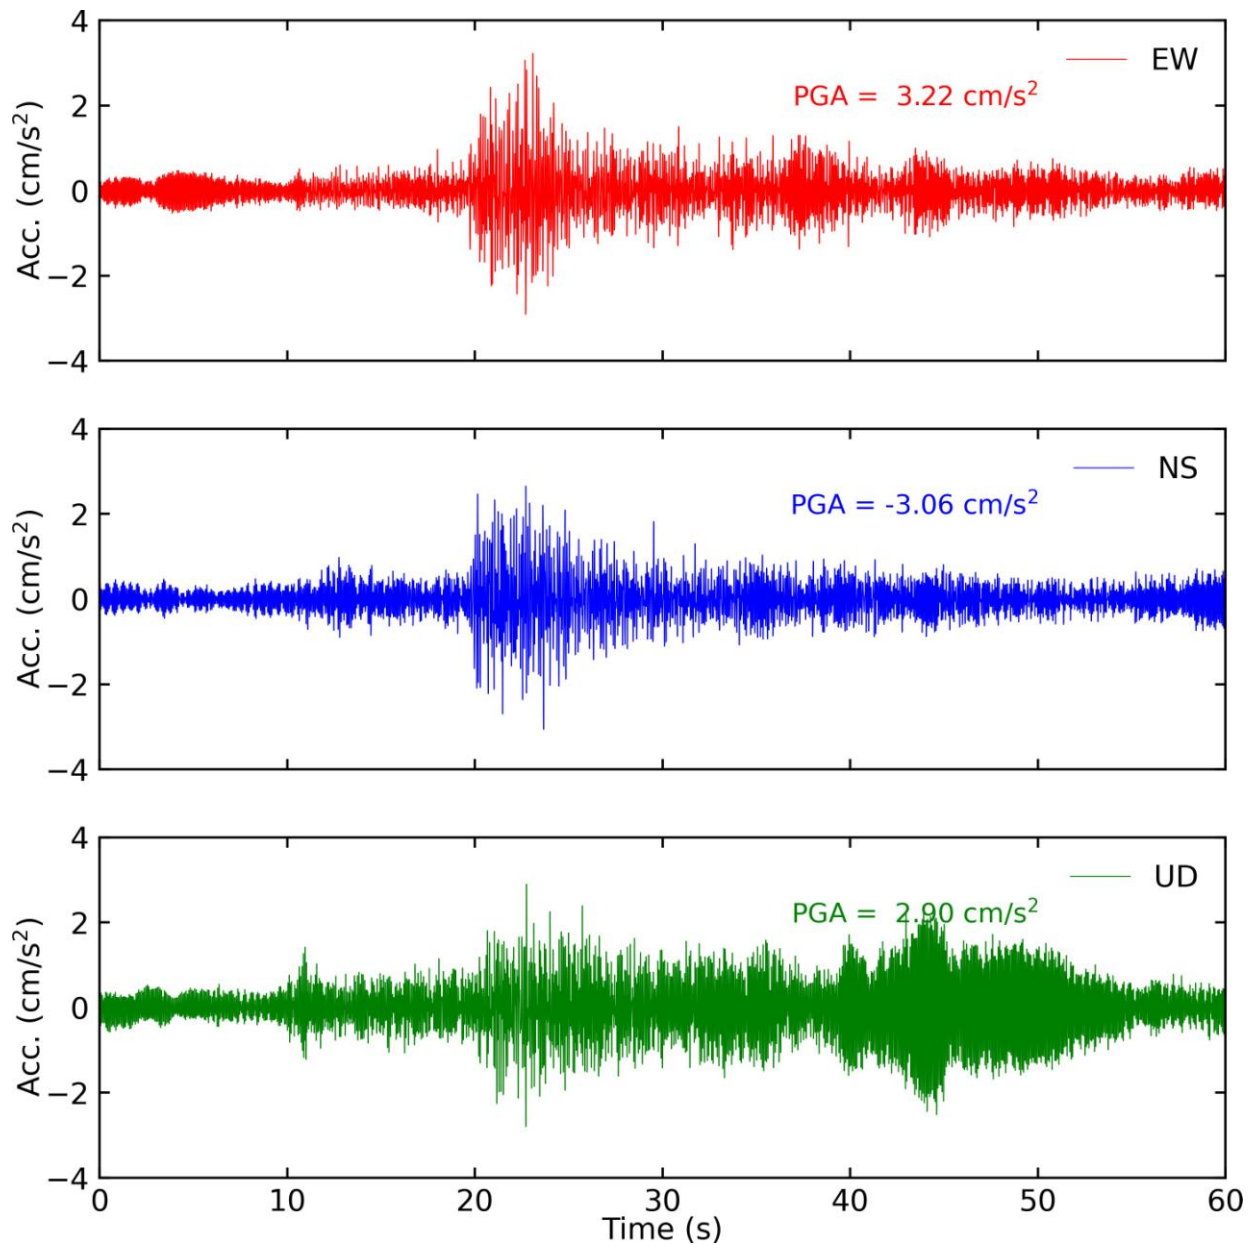 4
EW
PGA =  3.22 cm/s²
2
Acc. (cm/s²)
0
−2
−4
4
NS
PGA = -3.06 cm/s²
2
Acc. (cm/s²)
0
−2
−4
4
UD
PGA =  2.90 cm/s²
2
Acc. (cm/s²)
0
−2
−4
0 10 20 30 40 50 60
Time (s)